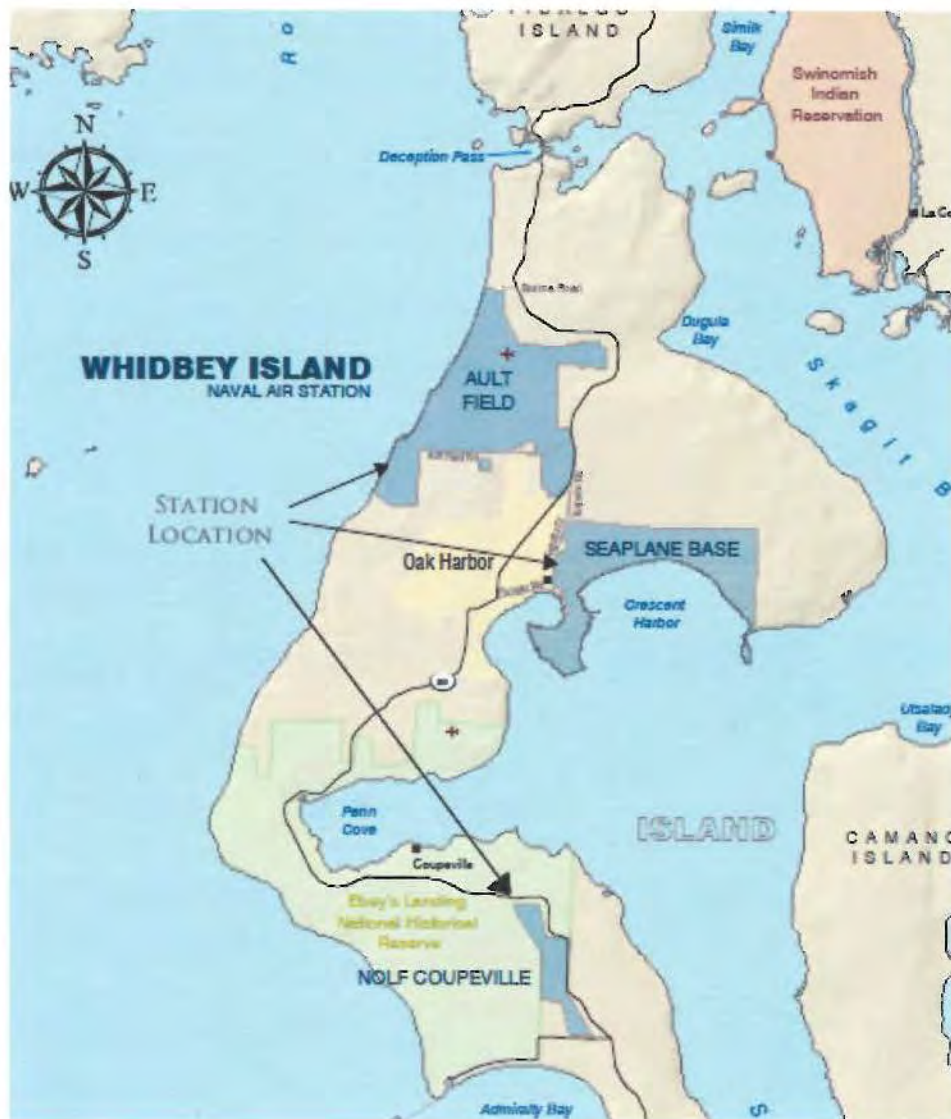 ISLAND
Similk
Bay
Swinomish
Indian
Reservation
N
W
E
S
Deception Pass
Dugula
Bay
WHIDBEY ISLAND
NAVAL AIR STATION
AULT
FIELD
Skagit B
STATION
LOCATION
SEAPLANE BASE
Oak Harbor
Crescent
Harbor
Utsalady
Bay
Penn
Cove
ISLAND
Coupeville
CAMANO
ISLAND
Ebey's Landing
National Historical
Reserve
NOLF COUPEVILLE
Admiralty Bay
S